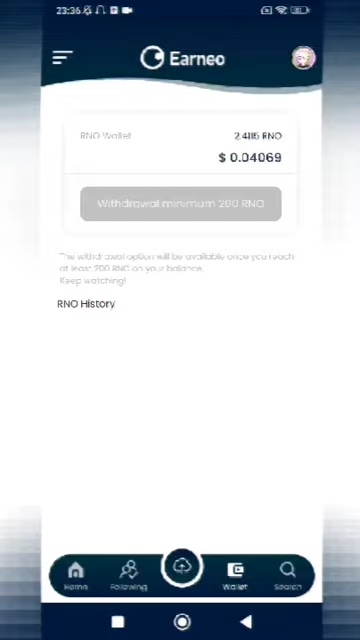 23:36
Earneo
RNO Wallet
2.4115 RNO
$ 0.04069
Withdrawal minimum 200 RNO
The withdrawal option will be available once you reach
at least 200 RNO on your balance.
Keep watching!
RNO History
Home
Following
Wallet
Search